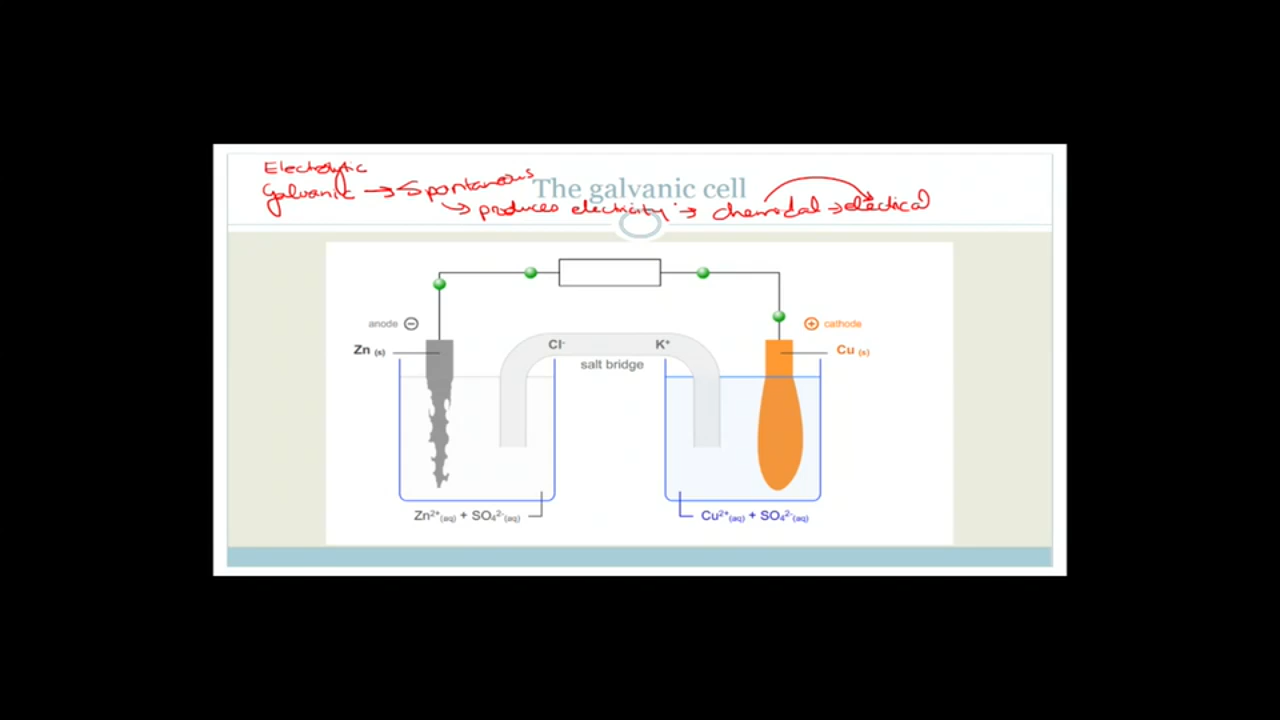 Electrolytic
Galvanic → Spontaneous
The galvanic cell
↳ produces electricity → chemical → electrical
anode ⊖
⊕ cathode
Zn (s)
Cl⁻
K⁺
Cu (s)
salt bridge
Zn²⁺(aq) + SO₄²⁻(aq)
Cu²⁺(aq) + SO₄²⁻(aq)